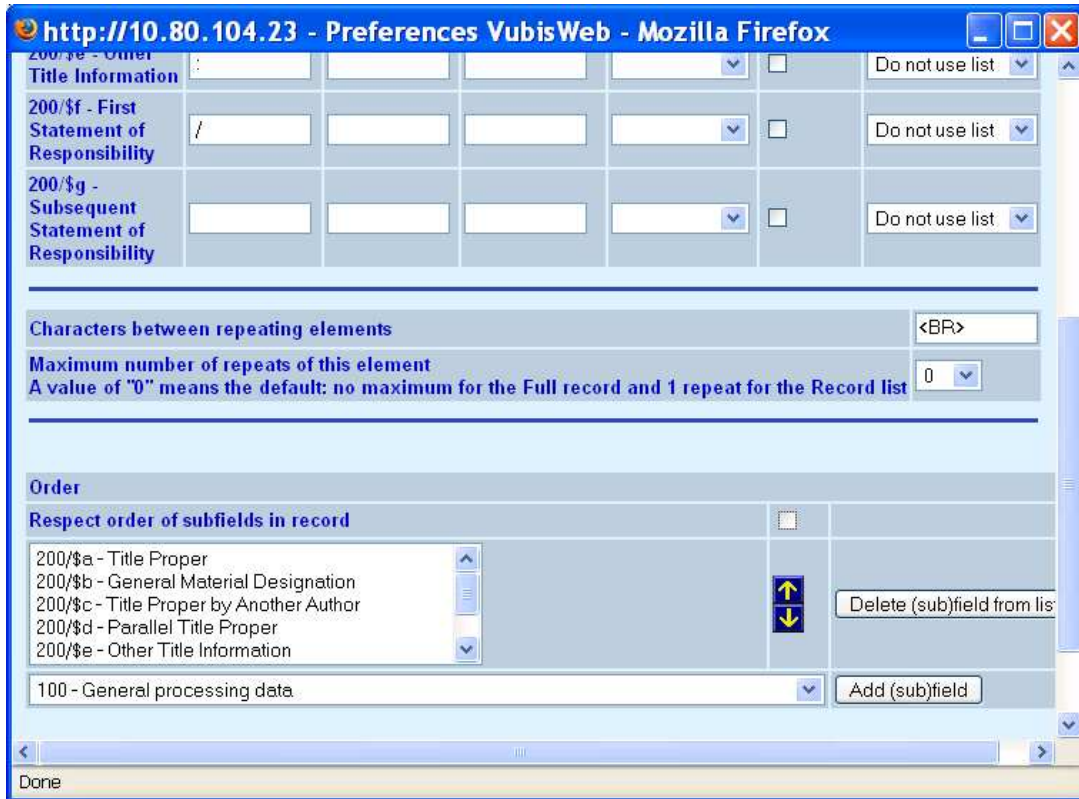 http://10.80.104.23 - Preferences VubisWeb - Mozilla Firefox
200/$e - Other
Title Information
:
Do not use list
200/$f - First
Statement of
Responsibility
/
Do not use list
200/$g -
Subsequent
Statement of
Responsibility
Do not use list
Characters between repeating elements
<BR>
Maximum number of repeats of this element
A value of "0" means the default: no maximum for the Full record and 1 repeat for the Record list
0
Order
Respect order of subfields in record
200/$a - Title Proper
200/$b - General Material Designation
200/$c - Title Proper by Another Author
200/$d - Parallel Title Proper
200/$e - Other Title Information
Delete (sub)field from lis
100 - General processing data
Add (sub)field
Done